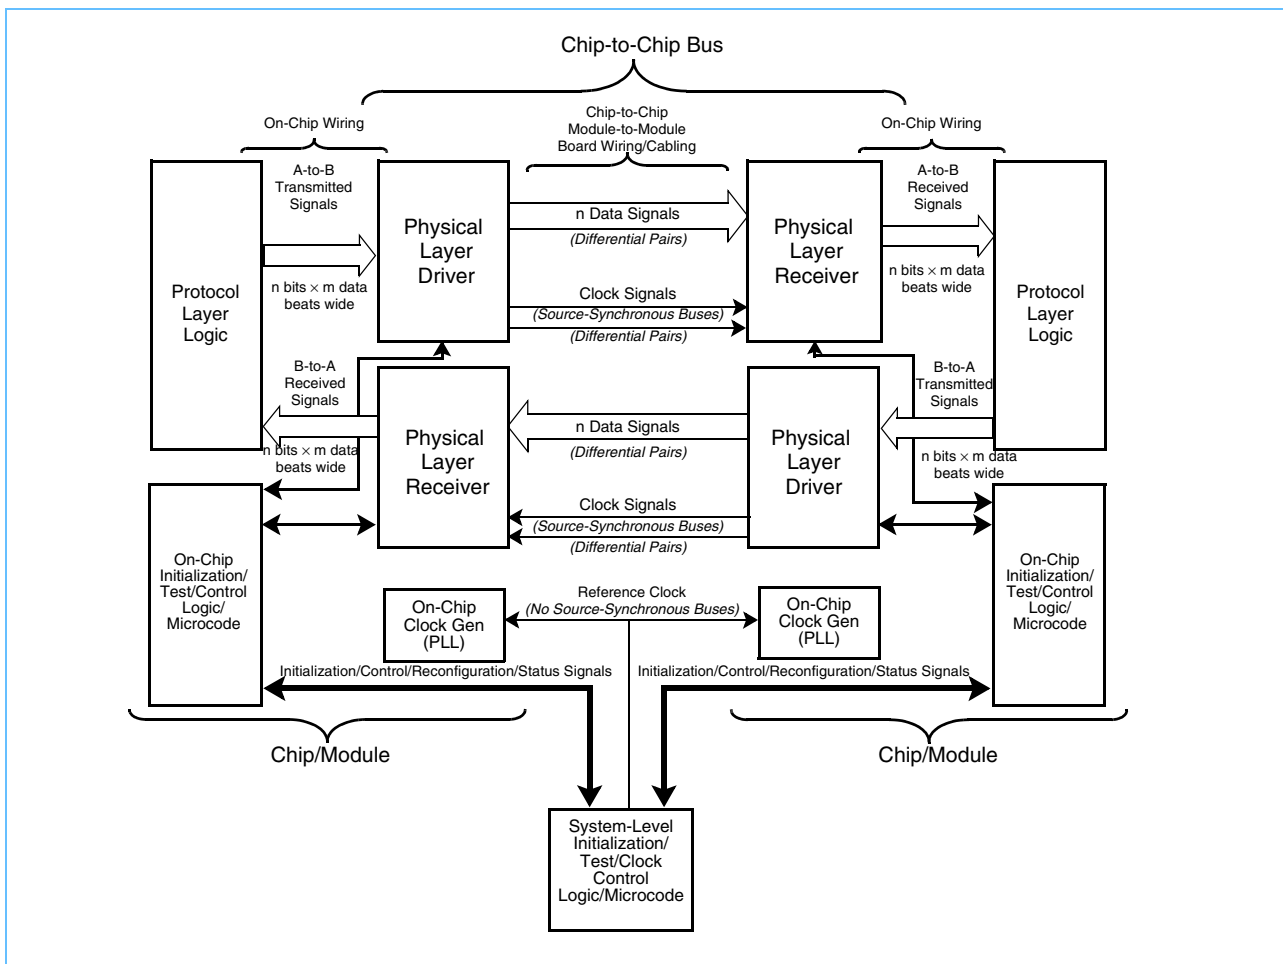 Chip-to-Chip Bus
On-Chip Wiring
Chip-to-Chip
Module-to-Module
Board Wiring/Cabling
On-Chip Wiring
Protocol
Layer
Logic
A-to-B
Transmitted
Signals
n bits × m data
beats wide
Physical
Layer
Driver
n Data Signals
(Differential Pairs)
Clock Signals
(Source-Synchronous Buses)
(Differential Pairs)
Physical
Layer
Receiver
A-to-B
Received
Signals
n bits × m data
beats wide
Protocol
Layer
Logic
B-to-A
Received
Signals
n bits × m data
beats wide
Physical
Layer
Receiver
n Data Signals
(Differential Pairs)
Clock Signals
(Source-Synchronous Buses)
(Differential Pairs)
Physical
Layer
Driver
B-to-A
Transmitted
Signals
n bits × m data
beats wide
On-Chip
Initialization/
Test/Control
Logic/
Microcode
On-Chip
Clock Gen
(PLL)
Reference Clock
(No Source-Synchronous Buses)
On-Chip
Clock Gen
(PLL)
On-Chip
Initialization/
Test/Control
Logic/
Microcode
Initialization/Control/Reconfiguration/Status Signals
Initialization/Control/Reconfiguration/Status Signals
Chip/Module
Chip/Module
System-Level
Initialization/
Test/Clock
Control
Logic/Microcode